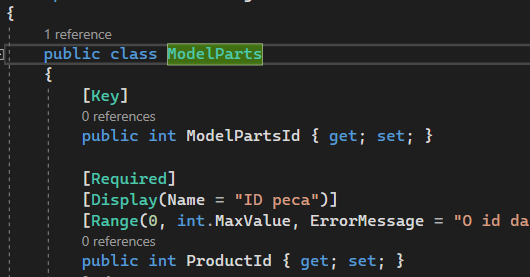 {
1 reference
public class ModelParts
{
[Key]
0 references
public int ModelPartsId { get; set; }
[Required]
[Display(Name = "ID peca")]
[Range(0, int.MaxValue, ErrorMessage = "O id da
0 references
public int ProductId { get; set; }